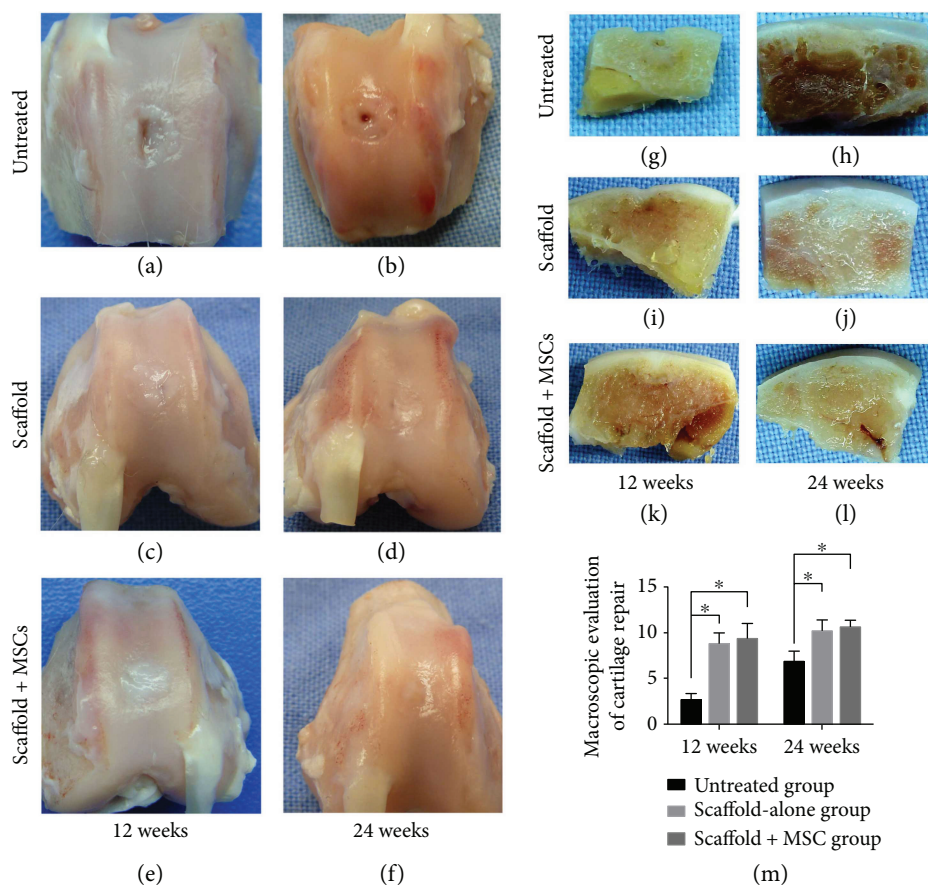 Untreated
(a)
(b)
Scaffold
(c)
(d)
Scaffold + MSCs
12 weeks
24 weeks
(e)
(f)
Untreated
(g)
(h)
Scaffold
(i)
(j)
Scaffold + MSCs
12 weeks
24 weeks
(k)
(l)
Macroscopic evaluation
of cartilage repair
15
10
5
0
*
*
*
*
12 weeks
24 weeks
Untreated group
Scaffold-alone group
Scaffold + MSC group
(m)